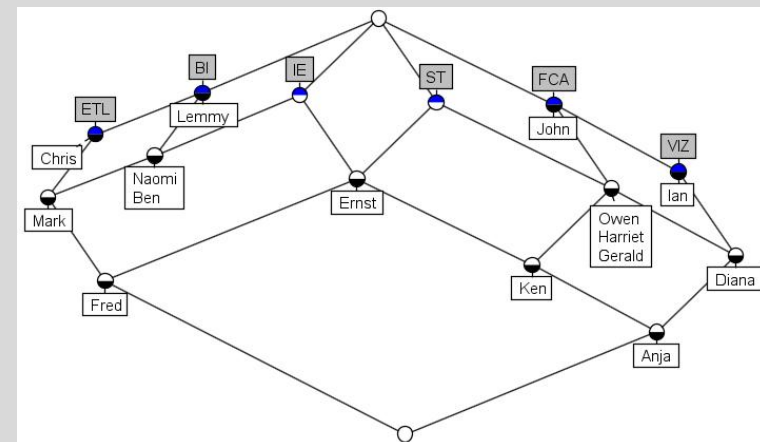 BI
IE
ST
FCA
ETL
Lemmy
John
VIZ
Chris
Naomi
Ben
Ian
Mark
Ernst
Owen
Harriet
Gerald
Diana
Fred
Ken
Anja